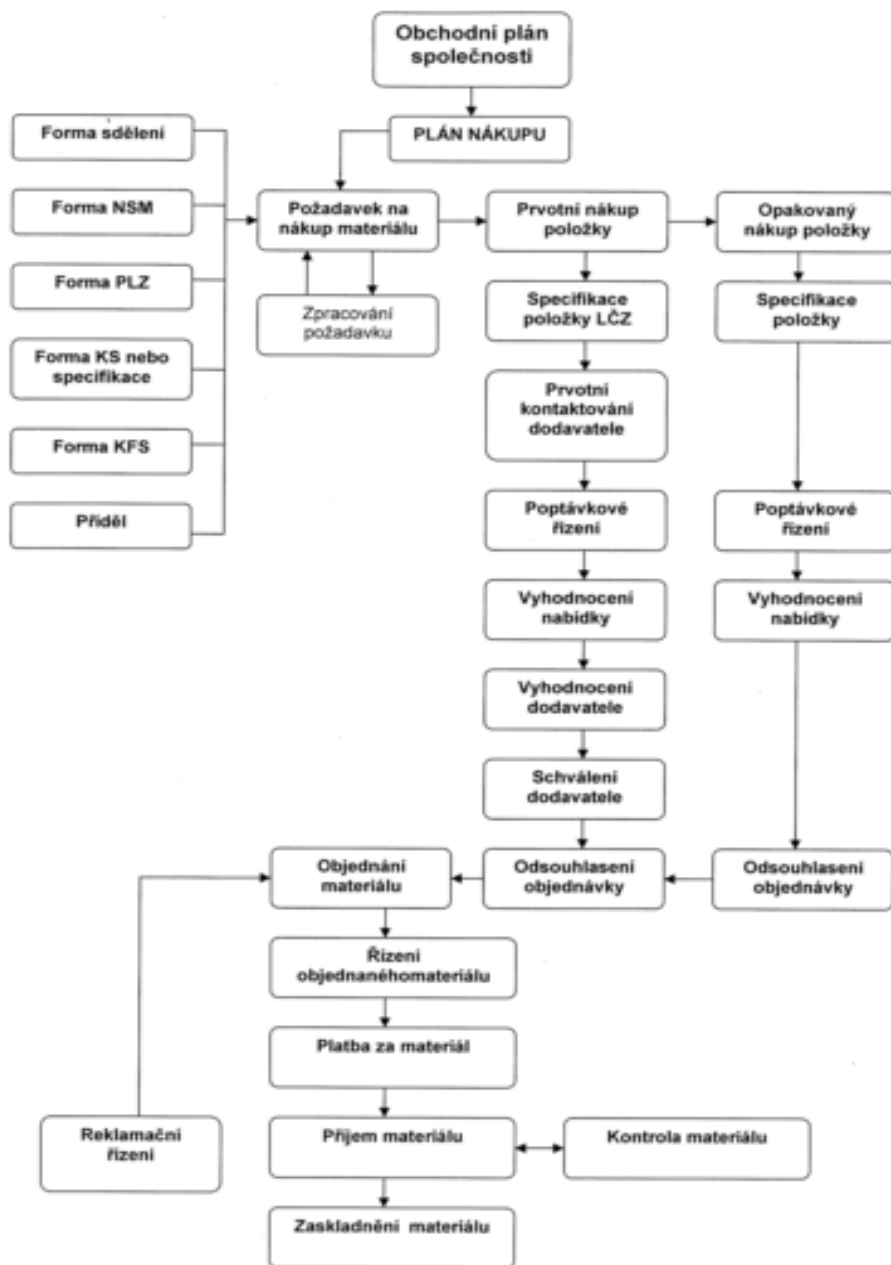 Obchodní plán
společnosti
PLÁN NÁKUPU
Forma sdělení
Forma NSM
Forma PLZ
Forma KS nebo
specifikace
Forma KFS
Příděl
Požadavek na
nákup materiálu
Zpracování
požadavku
Prvotní nákup
položky
Specifikace
položky LČZ
Prvotní
kontaktování
dodavatele
Poptávkové
řízení
Vyhodnocení
nabídky
Vyhodnocení
dodavatele
Schválení
dodavatele
Odsouhlasení
objednávky
Opakovaný
nákup položky
Specifikace
položky
Poptávkové
řízení
Vyhodnocení
nabídky
Odsouhlasení
objednávky
Objednání
materiálu
Řízení
objednanéhomateriálu
Platba za materiál
Příjem materiálu
Kontrola materiálu
Reklamační
řízení
Zaskladnění materiálu